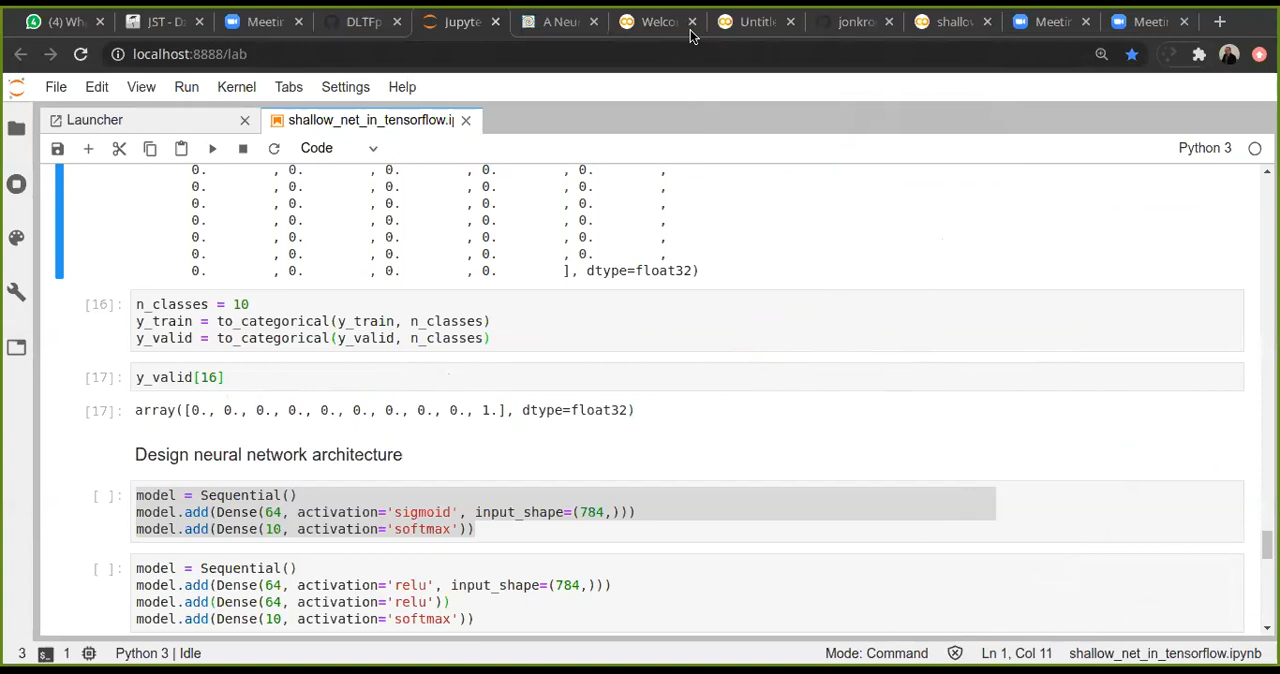 (4) Wh
JST - D
Meetin
DLTFp
Jupyte
A Neur
Welco
Untitle
jonkro
shallow
Meetin
Meetin
localhost:8888/lab
File Edit View Run Kernel Tabs Settings Help
Launcher
shallow_net_in_tensorflow.i
Code
Python 3
0. , 0. , 0. , 0. , 0. ,
0. , 0. , 0. , 0. , 0. ,
0. , 0. , 0. , 0. , 0. ,
0. , 0. , 0. , 0. , 0. ,
0. , 0. , 0. , 0. , 0. ,
0. , 0. , 0. , 0. , 0. ,
0. , 0. , 0. , 0. ], dtype=float32)
[16]: n_classes = 10
y_train = to_categorical(y_train, n_classes)
y_valid = to_categorical(y_valid, n_classes)
[17]: y_valid[16]
[17]: array([0., 0., 0., 0., 0., 0., 0., 0., 0., 1.], dtype=float32)
Design neural network architecture
[ ]: model = Sequential()
model.add(Dense(64, activation='sigmoid', input_shape=(784,)))
model.add(Dense(10, activation='softmax'))
[ ]: model = Sequential()
model.add(Dense(64, activation='relu', input_shape=(784,)))
model.add(Dense(64, activation='relu'))
model.add(Dense(10, activation='softmax'))
3 1 Python 3 | Idle Mode: Command Ln 1, Col 11 shallow_net_in_tensorflow.ipynb